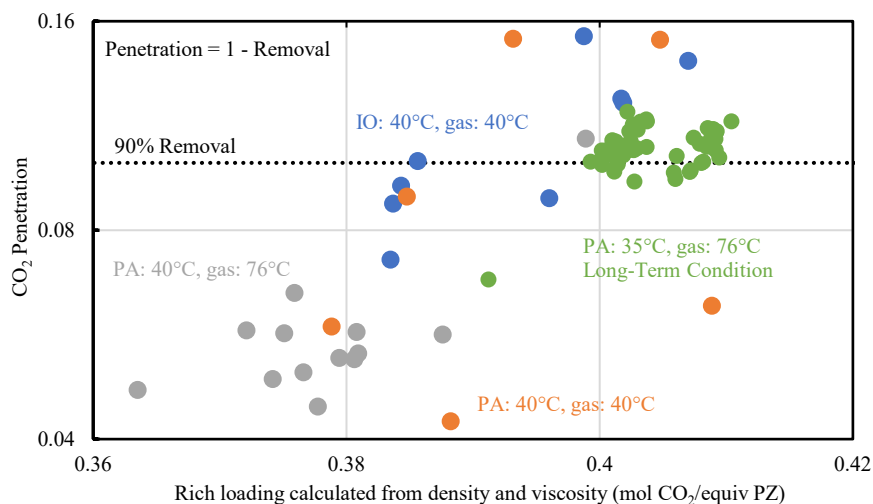 0.16
Penetration = 1 - Removal
IO: 40°C, gas: 40°C
90% Removal
0.08
CO₂ Penetration
PA: 35°C, gas: 76°C
Long-Term Condition
PA: 40°C, gas: 76°C
PA: 40°C, gas: 40°C
0.04
0.36
0.38
0.4
0.42
Rich loading calculated from density and viscosity (mol CO₂/equiv PZ)